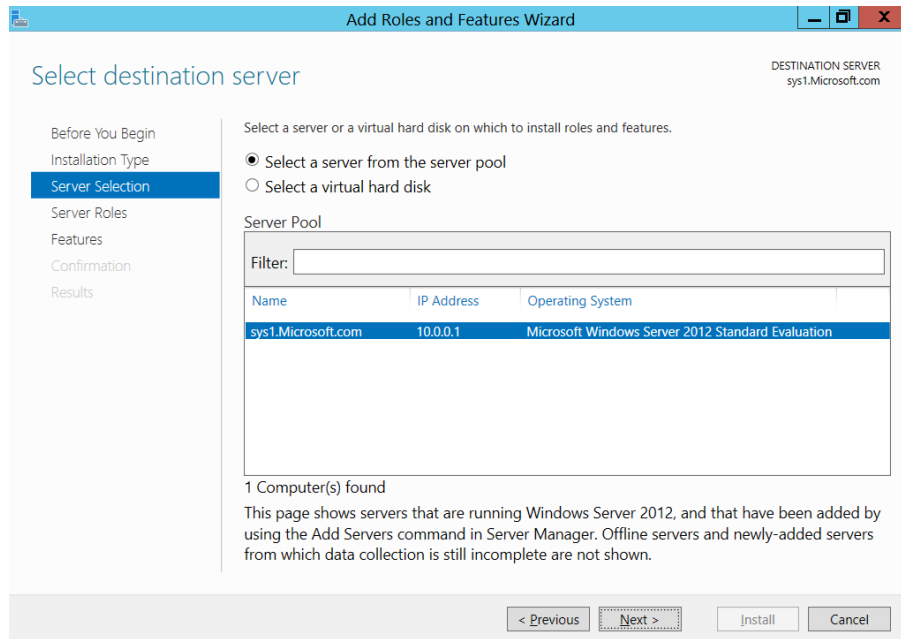 Add Roles and Features Wizard
Select destination server
DESTINATION SERVER
sys1.Microsoft.com
Before You Begin
Installation Type
Server Selection
Server Roles
Features
Confirmation
Results
Select a server or a virtual hard disk on which to install roles and features.
Select a server from the server pool
Select a virtual hard disk
Server Pool
Filter:
Name IP Address Operating System
sys1.Microsoft.com 10.0.0.1 Microsoft Windows Server 2012 Standard Evaluation
1 Computer(s) found
This page shows servers that are running Windows Server 2012, and that have been added by
using the Add Servers command in Server Manager. Offline servers and newly-added servers
from which data collection is still incomplete are not shown.
< Previous Next > Install Cancel